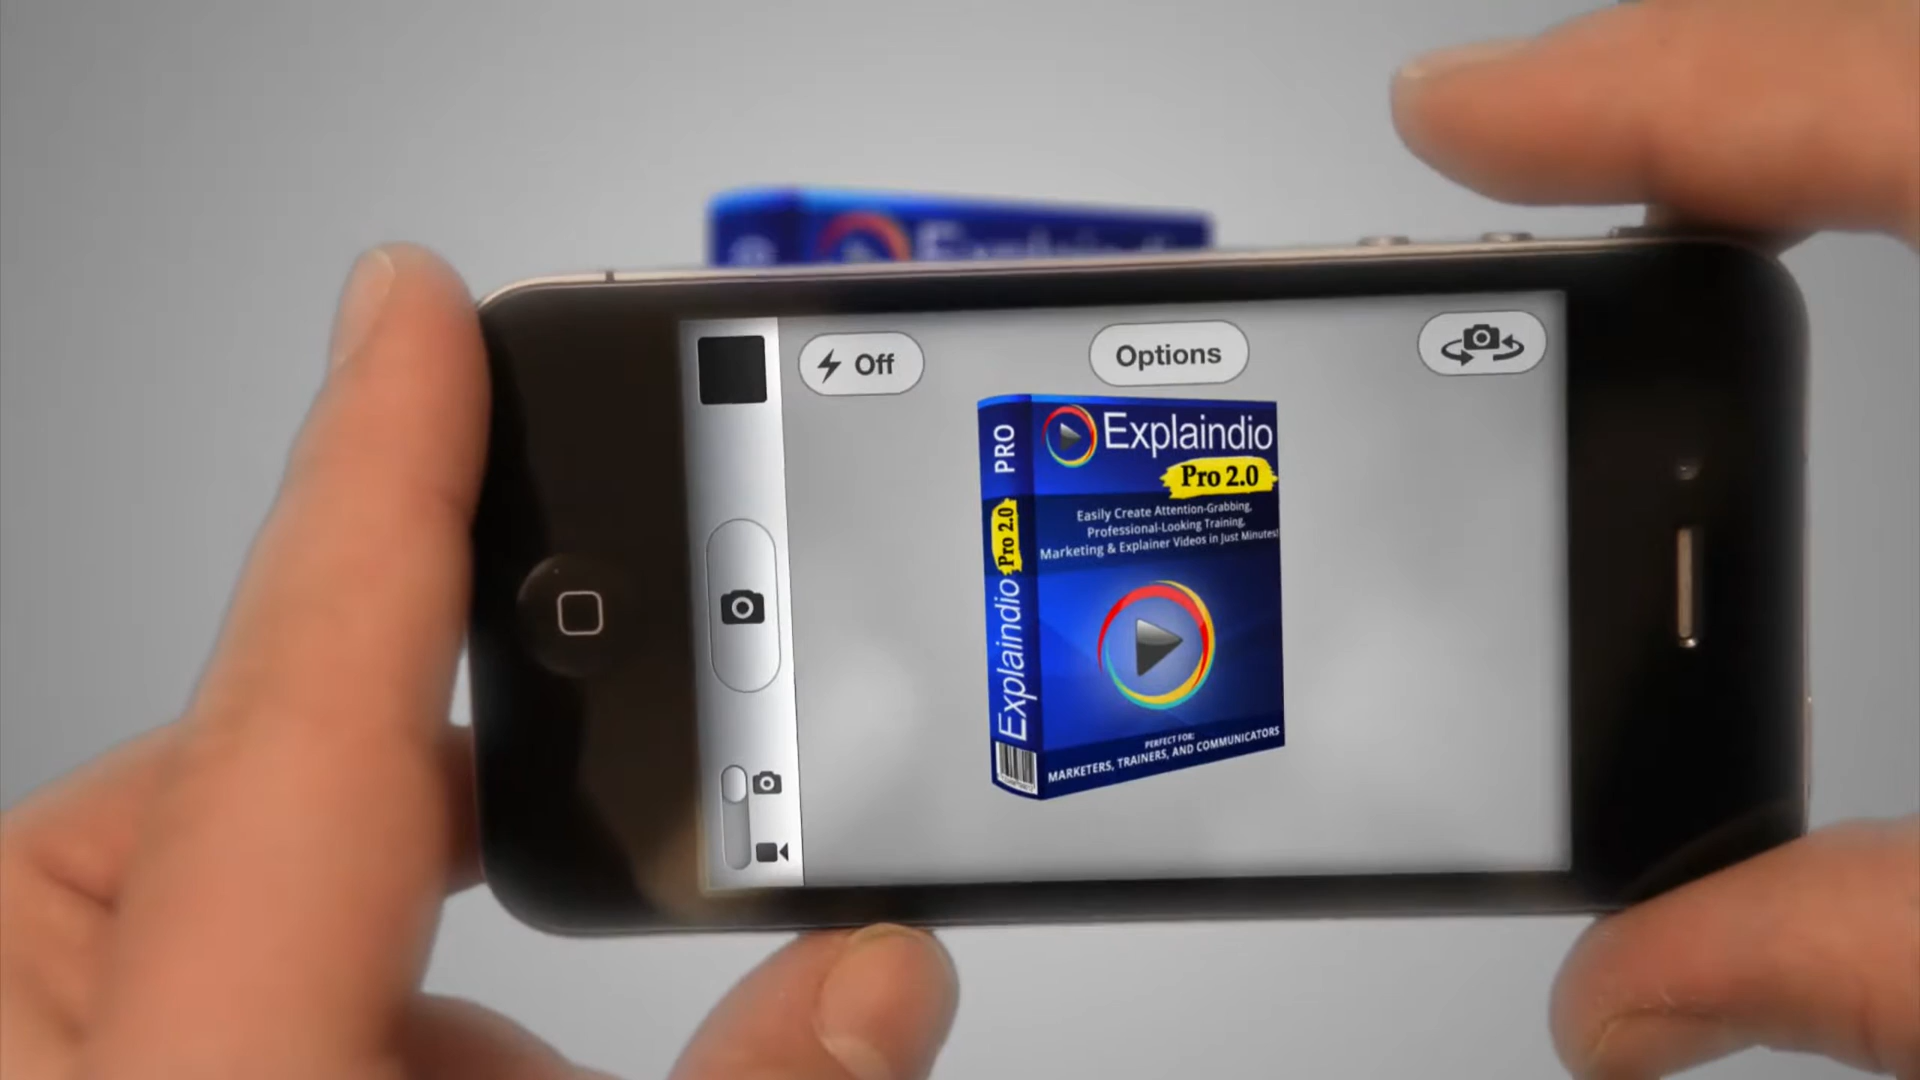 Explaindio
Off
Options
PRO
Pro 2.0
Explaindio
Explaindio
Pro 2.0
Easily Create Attention-Grabbing,
Professional-Looking Training,
Marketing & Explainer Videos in Just Minutes!
PERFECT FOR:
MARKETERS, TRAINERS, AND COMMUNICATORS